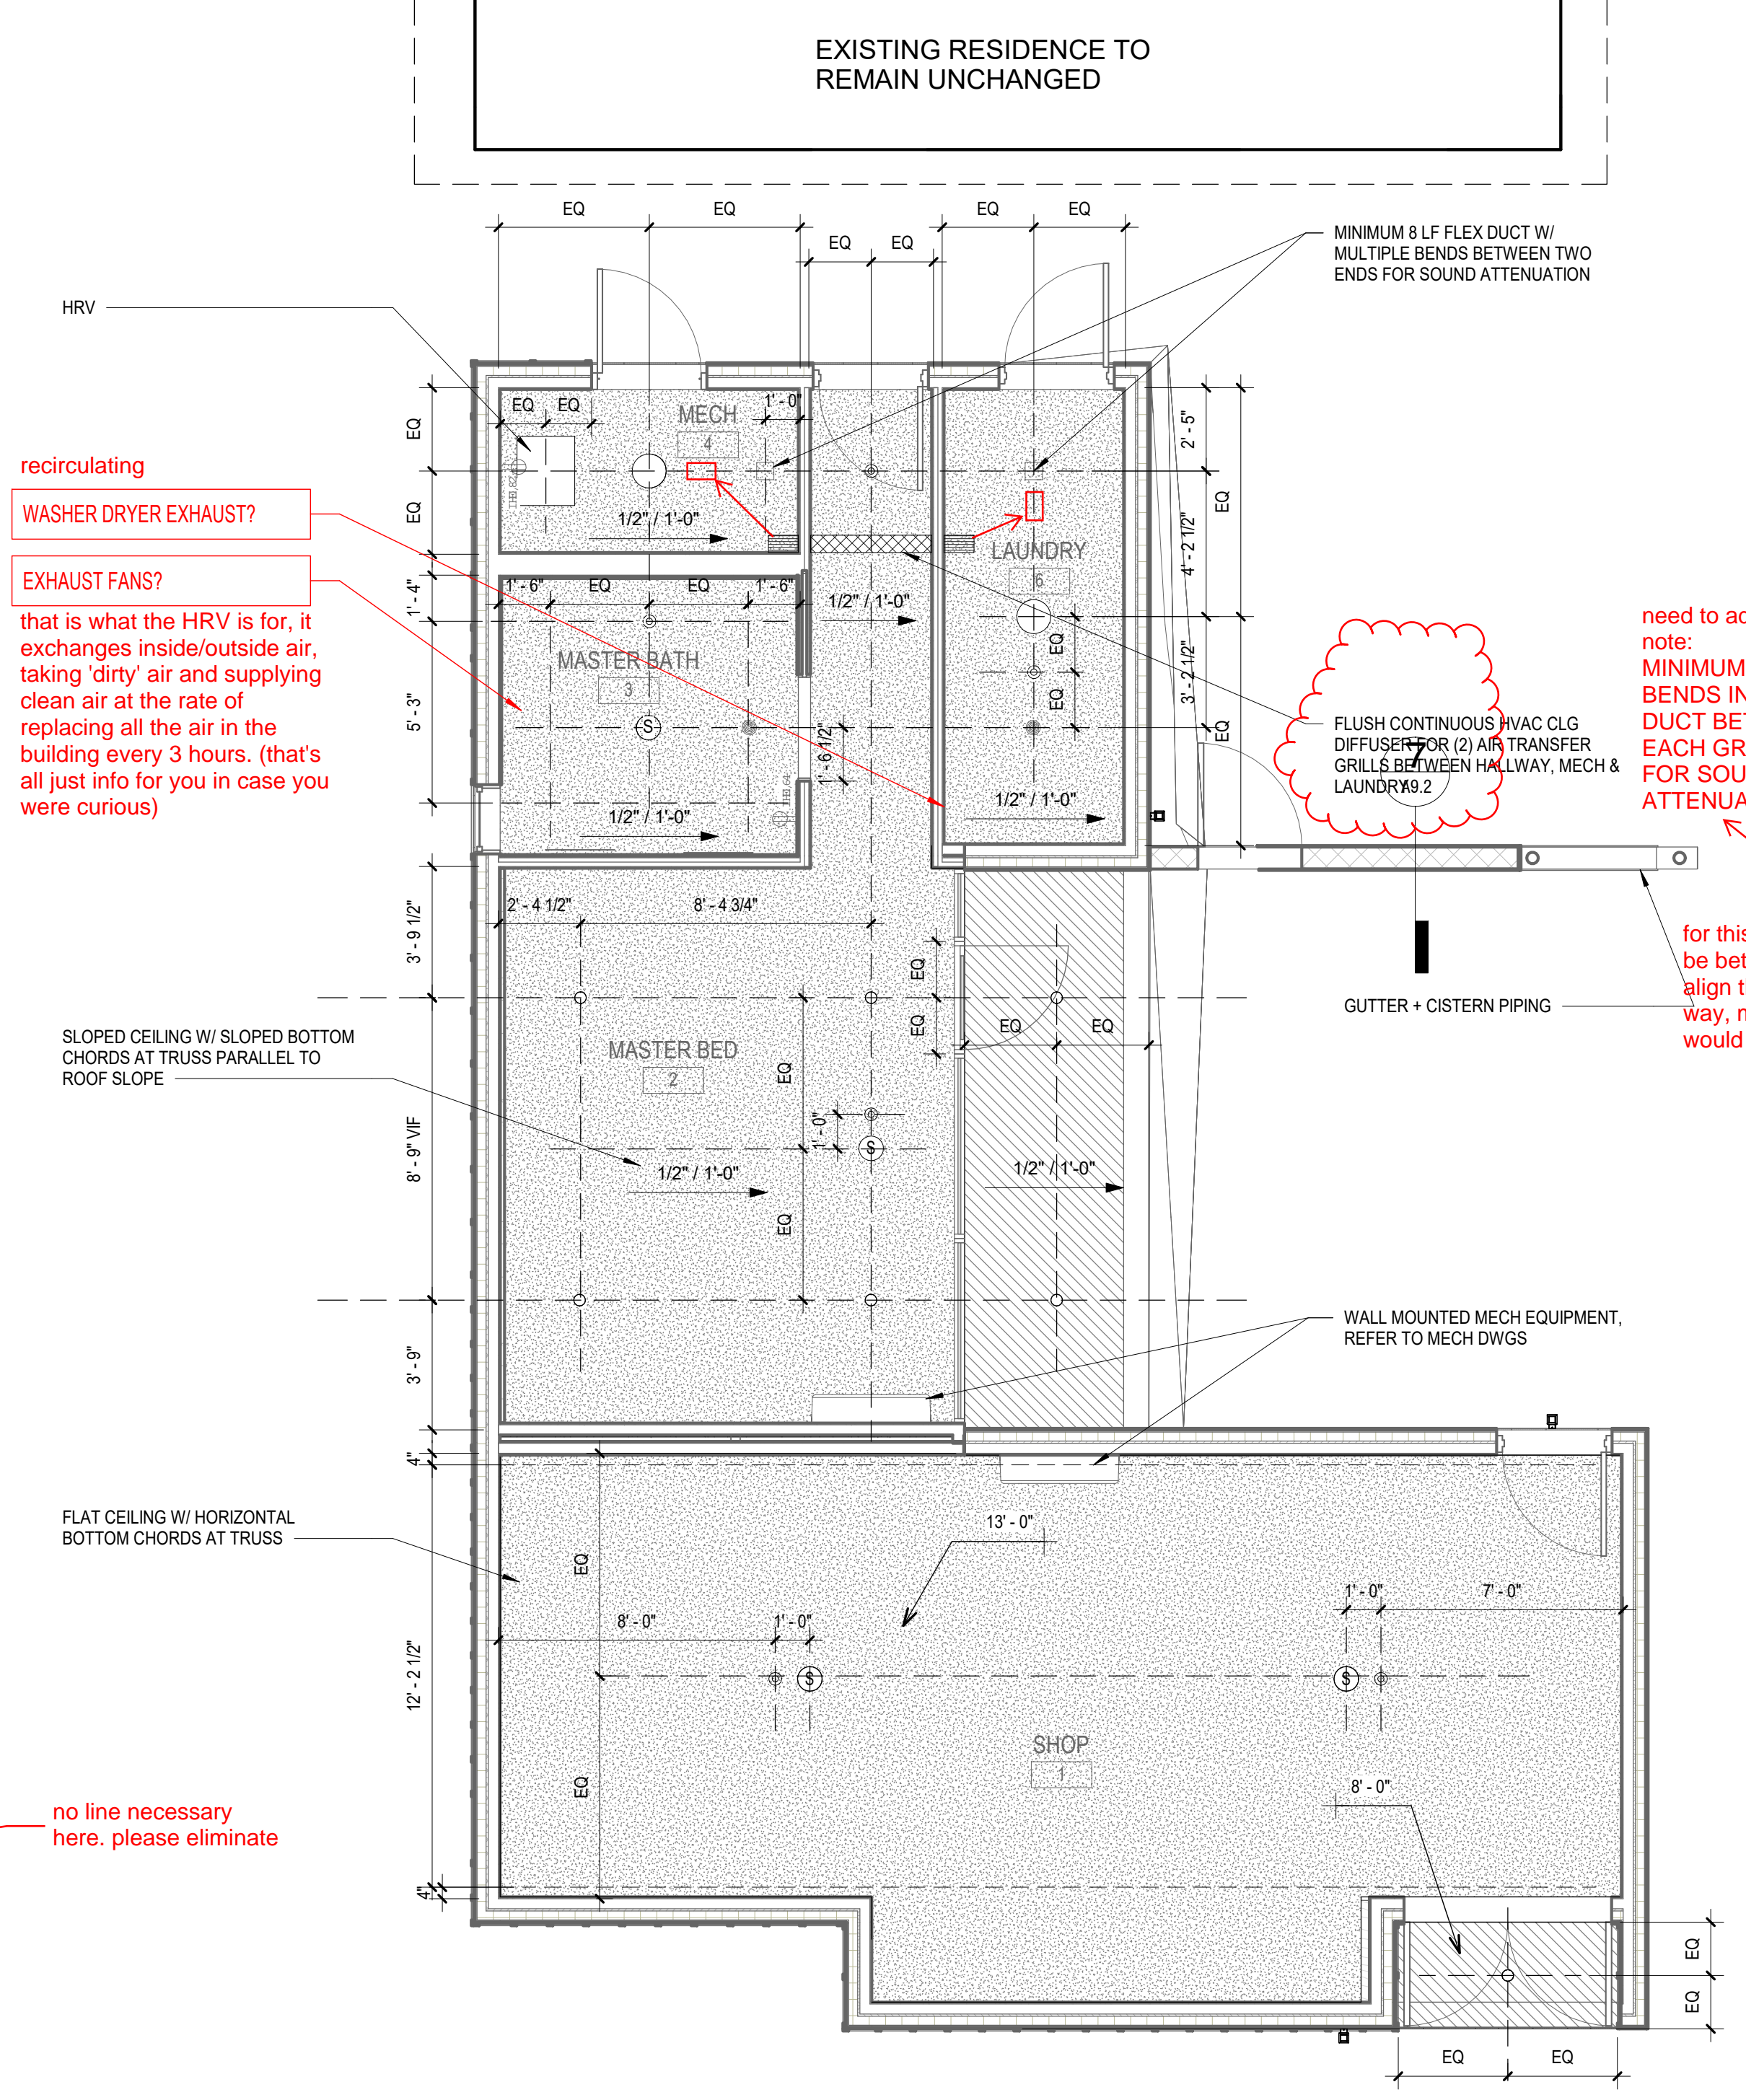 EXISTING RESIDENCE TO
REMAIN UNCHANGED
EQ
EQ
EQ
EQ
EQ
EQ
MINIMUM 8 LF FLEX DUCT W/
MULTIPLE BENDS BETWEEN TWO
ENDS FOR SOUND ATTENUATION
HRV
EQ
EQ
EQ
EQ
1' - 0"
MECH
4
2' - 5"
EQ
4' - 2 1/2"
1/2" / 1'-0"
recirculating
WASHER DRYER EXHAUST?
EXHAUST FANS?
that is what the HRV is for, it
exchanges inside/outside air,
taking 'dirty' air and supplying
clean air at the rate of
replacing all the air in the
building every 3 hours. (that's
all just info for you in case you
were curious)
LAUNDRY
6
1' - 4"
1' - 6"
EQ
EQ
1' - 6"
1/2" / 1'-0"
MASTER BATH
3
S
5' - 3"
1' - 6 1/2"
1/2" / 1'-0"
EQ
EQ
3' - 2 1/2"
EQ
1/2" / 1'-0"
need to
note:
MINIMUM
BENDS
DUCT
EACH
FOR
FLUSH CONTINUOUS HVAC CLG
DIFFUSER FOR (2) AIR TRANSFER
GRILLS BETWEEN HALLWAY, MECH &
LAUNDRY
7
A9.2
3' - 9 1/2"
2' - 4 1/2"
8' - 4 3/4"
EQ
EQ
EQ
EQ
for this
be
align
way,
would
GUTTER + CISTERN PIPING
SLOPED CEILING W/ SLOPED BOTTOM
CHORDS AT TRUSS PARALLEL TO
ROOF SLOPE
MASTER BED
2
EQ
8' - 9" VIF
1' - 0"
S
1/2" / 1'-0"
1/2" / 1'-0"
EQ
WALL MOUNTED MECH EQUIPMENT,
REFER TO MECH DWGS
3' - 9"
4"
FLAT CEILING W/ HORIZONTAL
BOTTOM CHORDS AT TRUSS
13' - 0"
EQ
8' - 0"
1' - 0"
1' - 0"
7' - 0"
12' - 2 1/2"
S
S
SHOP
1
EQ
8' - 0"
no line necessary
here. please eliminate
4"
EQ
EQ
EQ
EQ